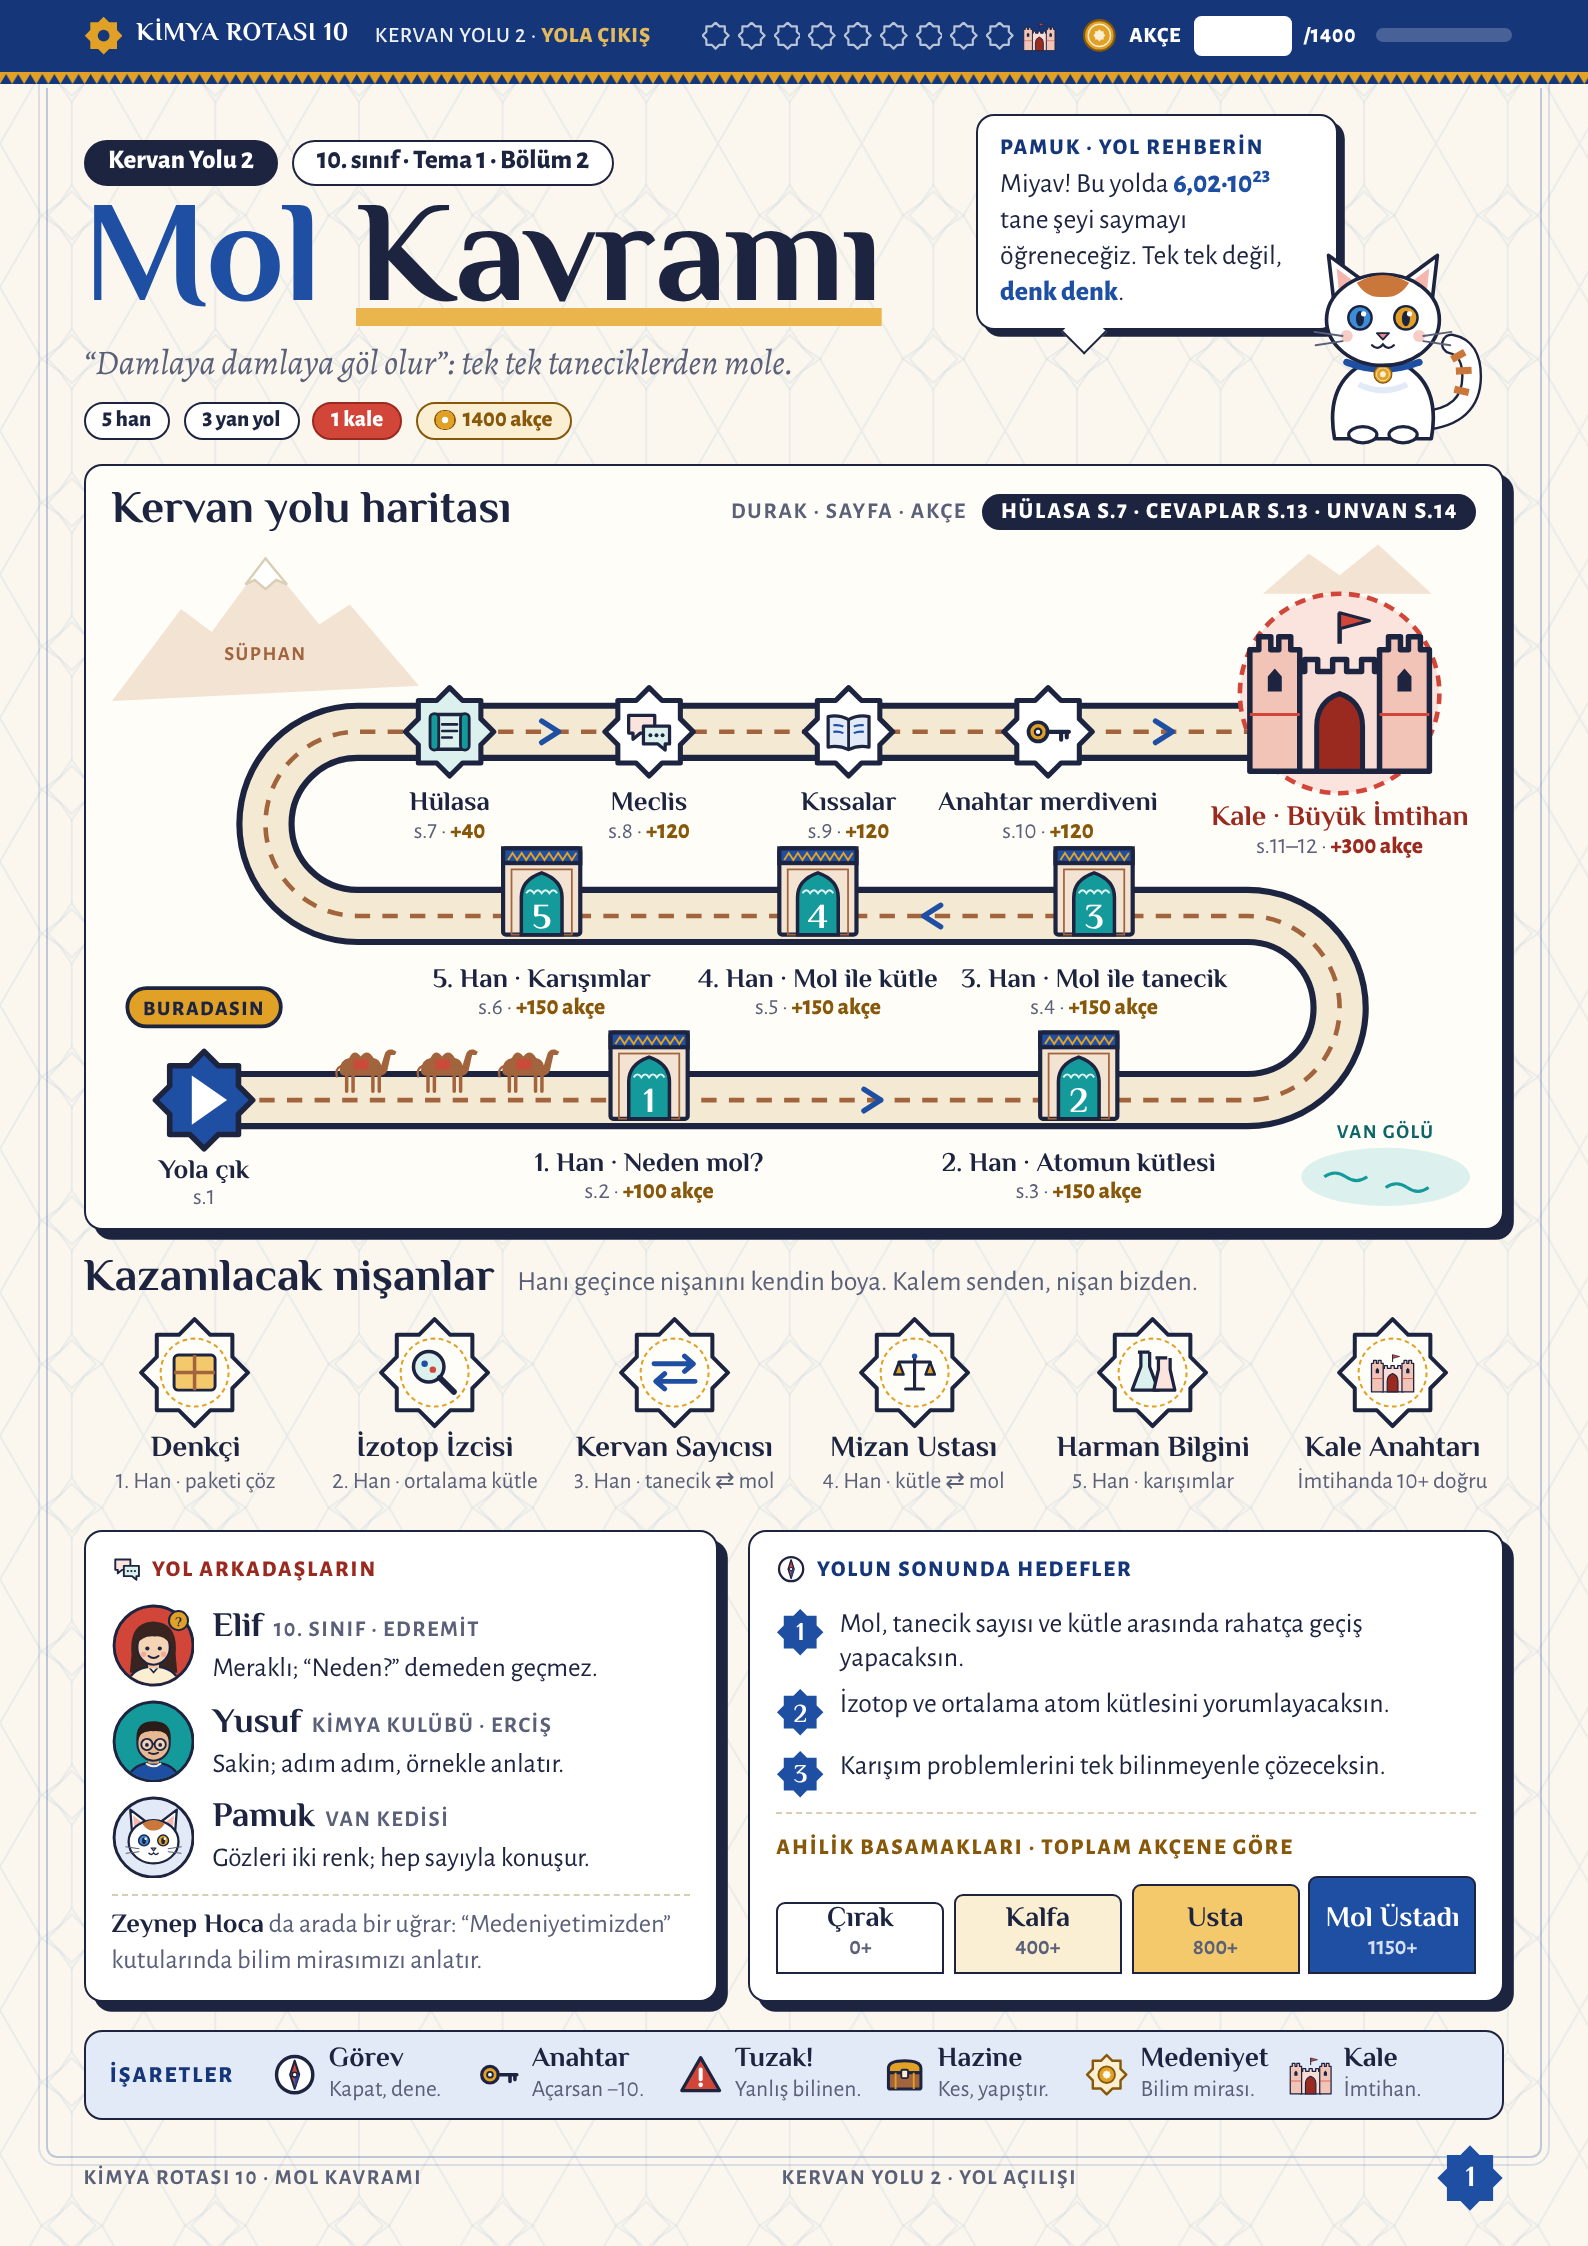 KİMYA ROTASI 10 KERVAN YOLU 2 · YOLA ÇIKIŞ AKÇE /1400
Kervan Yolu 2 10. sınıf · Tema 1 · Bölüm 2
Mol Kavramı
“Damlaya damlaya göl olur”: tek tek taneciklerden mole.
5 han 3 yan yol 1 kale 1400 akçe
PAMUK · YOL REHBERİN
Miyav! Bu yolda 6,02·10²³
tane şeyi saymayı
öğreneceğiz. Tek tek değil,
denk denk.
Kervan yolu haritası DURAK · SAYFA · AKÇE HÜLASA S.7 · CEVAPLAR S.13 · UNVAN S.14
SÜPHAN
Hülasa Meclis Kıssalar Anahtar merdiveni Kale · Büyük İmtihan
s.7 · +40 s.8 · +120 s.9 · +120 s.10 · +120 s.11–12 · +300 akçe
5 4 3
5. Han · Karışımlar 4. Han · Mol ile kütle 3. Han · Mol ile tanecik
s.6 · +150 akçe s.5 · +150 akçe s.4 · +150 akçe
BURADASIN
1 2
VAN GÖLÜ
Yola çık 1. Han · Neden mol? 2. Han · Atomun kütlesi
s.1 s.2 · +100 akçe s.3 · +150 akçe
Kazanılacak nişanlar Hanı geçince nişanını kendin boya. Kalem senden, nişan bizden.
Denkçi İzotop İzcisi Kervan Sayıcısı Mizan Ustası Harman Bilgini Kale Anahtarı
1. Han · paketi çöz 2. Han · ortalama kütle 3. Han · tanecik ⇄ mol 4. Han · kütle ⇄ mol 5. Han · karışımlar İmtihanda 10+ doğru
YOL ARKADAŞLARIN
?
Elif 10. SINIF · EDREMİT
Meraklı; “Neden?” demeden geçmez.
Yusuf KİMYA KULÜBÜ · ERCİŞ
Sakin; adım adım, örnekle anlatır.
Pamuk VAN KEDİSİ
Gözleri iki renk; hep sayıyla konuşur.
Zeynep Hoca da arada bir uğrar: “Medeniyetimizden”
kutularında bilim mirasımızı anlatır.
YOLUN SONUNDA HEDEFLER
1 Mol, tanecik sayısı ve kütle arasında rahatça geçiş
yapacaksın.
2 İzotop ve ortalama atom kütlesini yorumlayacaksın.
3 Karışım problemlerini tek bilinmeyenle çözeceksin.
AHİLİK BASAMAKLARI · TOPLAM AKÇENE GÖRE
Çırak Kalfa Usta Mol Üstadı
0+ 400+ 800+ 1150+
İŞARETLER
Görev Anahtar Tuzak! Hazine Medeniyet Kale
Kapat, dene. Açarsan −10. Yanlış bilinen. Kes, yapıştır. Bilim mirası. İmtihan.
KİMYA ROTASI 10 · MOL KAVRAMI KERVAN YOLU 2 · YOL AÇILIŞI 1